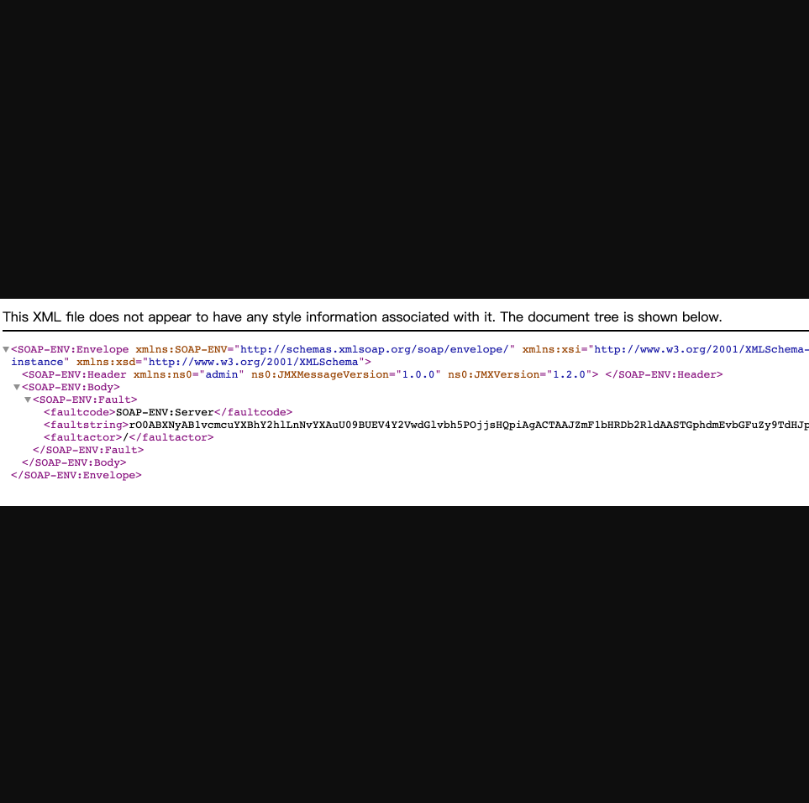 This XML file does not appear to have any style information associated with it. The document tree is shown below.
▼<SOAP-ENV:Envelope xmlns:SOAP-ENV="http://schemas.xmlsoap.org/soap/envelope/" xmlns:xsi="http://www.w3.org/2001/XMLSchema-
instance" xmlns:xsd="http://www.w3.org/2001/XMLSchema">
<SOAP-ENV:Header xmlns:ns0="admin" ns0:JMXMessageVersion="1.0.0" ns0:JMXVersion="1.2.0"> </SOAP-ENV:Header>
▼<SOAP-ENV:Body>
▼<SOAP-ENV:Fault>
<faultcode>SOAP-ENV:Server</faultcode>
<faultstring>rO0ABXNyABlvcmcuYXBhY2hlLnNvYXAuU09BUEV4Y2VwdGlvbh5POjjsHQpiAgACTAAJZmF1bHRDb2RldAASTGphdmEvbGFuZy9TdHJp
<faultactor>/</faultactor>
</SOAP-ENV:Fault>
</SOAP-ENV:Body>
</SOAP-ENV:Envelope>